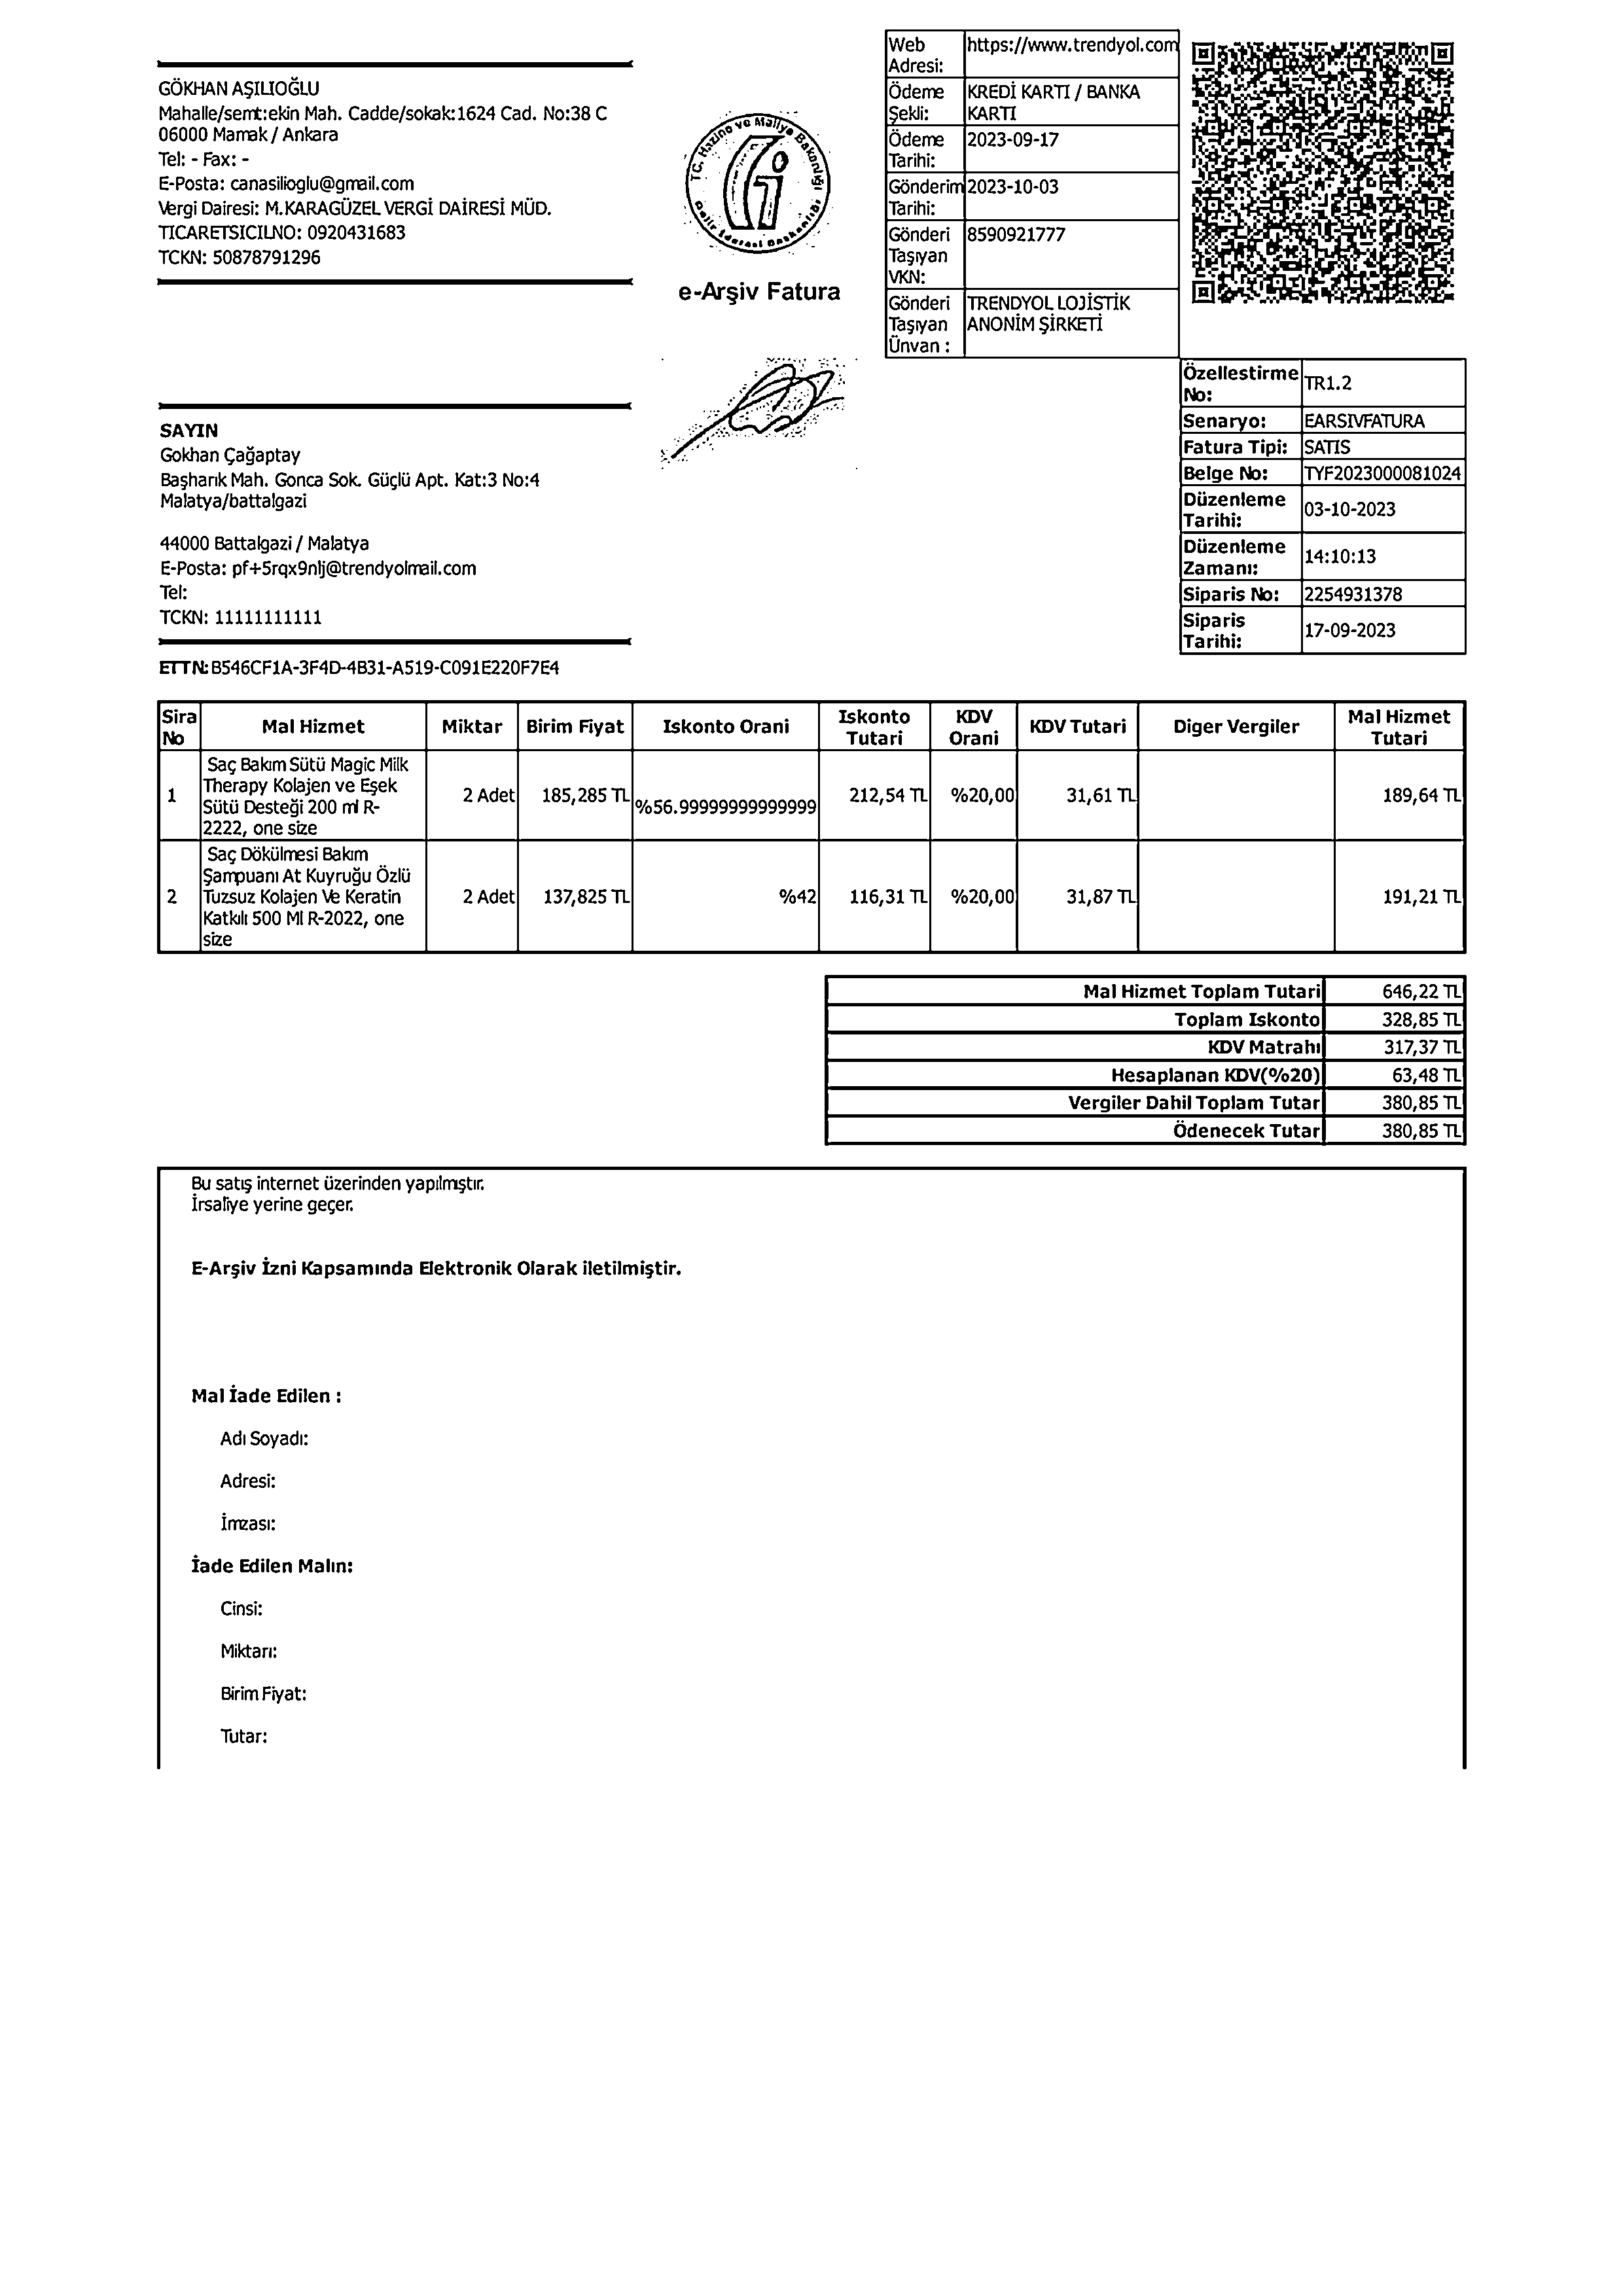 GÖKHAN AŞILIOĞLU
Mahalle/semt:ekin Mah. Cadde/sokak:1624 Cad. No:38 C
06000 Mamak / Ankara
Tel: - Fax: -
E-Posta: canasilioglu@gmail.com
Vergi Dairesi: M.KARAGÜZEL VERGİ DAİRESİ MÜD.
TICARETSICILNO: 0920431683
TCKN: 50878791296
T.C. Hazine ve Maliye Bakanlığı
Gelir İdaresi Başkanlığı
e-Arşiv Fatura
Web Adresi: https://www.trendyol.com
Ödeme Şekli: KREDİ KARTI / BANKA KARTI
Ödeme Tarihi: 2023-09-17
Gönderim Tarihi: 2023-10-03
Gönderi Taşıyan VKN: 8590921777
Gönderi Taşıyan Ünvan : TRENDYOL LOJİSTİK ANONİM ŞİRKETİ
SAYIN
Gokhan Çağaptay
Başharık Mah. Gonca Sok. Güçlü Apt. Kat:3 No:4
Malatya/battalgazi
44000 Battalgazi / Malatya
E-Posta: pf+5rqx9nlj@trendyolmail.com
Tel:
TCKN: 11111111111
ETTN: B546CF1A-3F4D-4B31-A519-C091E220F7E4
Özellestirme No: TR1.2
Senaryo: EARSIVFATURA
Fatura Tipi: SATIS
Belge No: TYF2023000081024
Düzenleme Tarihi: 03-10-2023
Düzenleme Zamanı: 14:10:13
Siparis No: 2254931378
Siparis Tarihi: 17-09-2023
Sira No Mal Hizmet Miktar Birim Fiyat Iskonto Orani Iskonto Tutari KDV Orani KDV Tutari Diger Vergiler Mal Hizmet Tutari
1 Saç Bakım Sütü Magic Milk Therapy Kolajen ve Eşek Sütü Desteği 200 ml R-2222, one size 2 Adet 185,285 TL %56.99999999999999 212,54 TL %20,00 31,61 TL 189,64 TL
2 Saç Dökülmesi Bakım Şampuanı At Kuyruğu Özlü Tuzsuz Kolajen Ve Keratin Katkılı 500 Ml R-2022, one size 2 Adet 137,825 TL %42 116,31 TL %20,00 31,87 TL 191,21 TL
Mal Hizmet Toplam Tutari 646,22 TL
Toplam Iskonto 328,85 TL
KDV Matrahı 317,37 TL
Hesaplanan KDV(%20) 63,48 TL
Vergiler Dahil Toplam Tutar 380,85 TL
Ödenecek Tutar 380,85 TL
Bu satış internet üzerinden yapılmıştır.
İrsaliye yerine geçer.
E-Arşiv İzni Kapsamında Elektronik Olarak iletilmiştir.
Mal İade Edilen :
Adı Soyadı:
Adresi:
İmzası:
İade Edilen Malın:
Cinsi:
Miktarı:
Birim Fiyat:
Tutar: